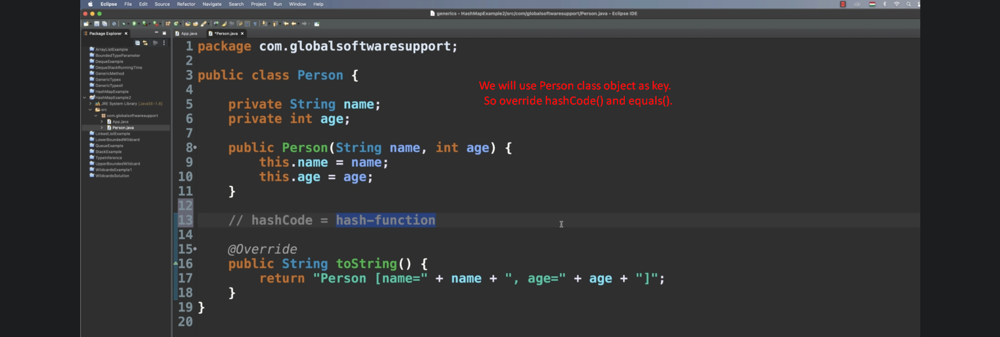 Eclipse File Edit Source Refactor Navigate Search Project Run Window Help
generics - HashMapExample2/src/com/globalsoftwaresupport/Person.java - Eclipse IDE
Package Explorer
App.java
*Person.java
ArrayListExample
BoundedTypeParameter
DequeExample
DequeStackRunningTime
GenericMethod
GenericTypes
GenericTypesII
HashMapExample
HashMapExample2
JRE System Library [JavaSE-1.8]
src
com.globalsoftwaresupport
App.java
Person.java
LinkedListExample
LowerBoundedWildcard
QueueExample
StackExample
TypeInference
UpperBoundedWildcard
WildcardsExample1
WildcardsSolution
1 package com.globalsoftwaresupport;
2
3 public class Person {
4
5 private String name;
6 private int age;
7
8 public Person(String name, int age) {
9 this.name = name;
10 this.age = age;
11 }
12
13 // hashCode = hash-function
14
15 @Override
16 public String toString() {
17 return "Person [name=" + name + ", age=" + age + "]";
18 }
19 }
20
We will use Person class object as key.
So override hashCode() and equals().